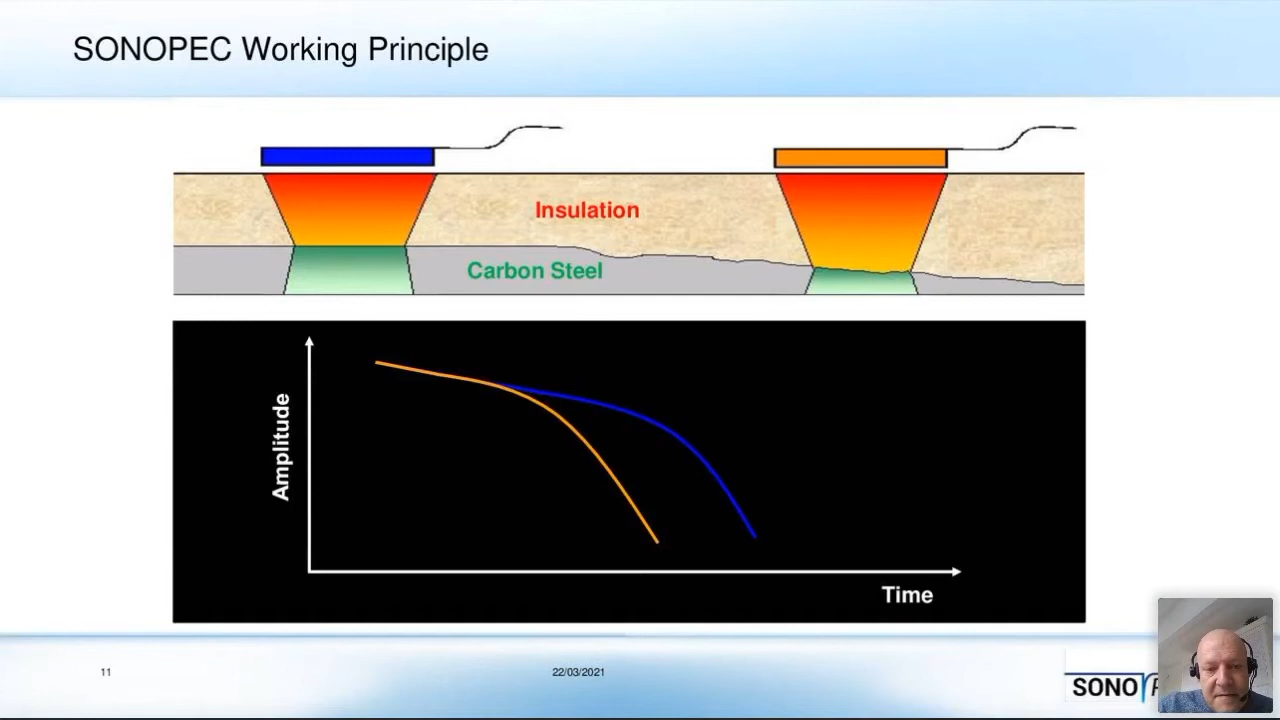 SONOPEC Working Principle
Insulation
Carbon Steel
Amplitude
Time
11
22/03/2021
SONO